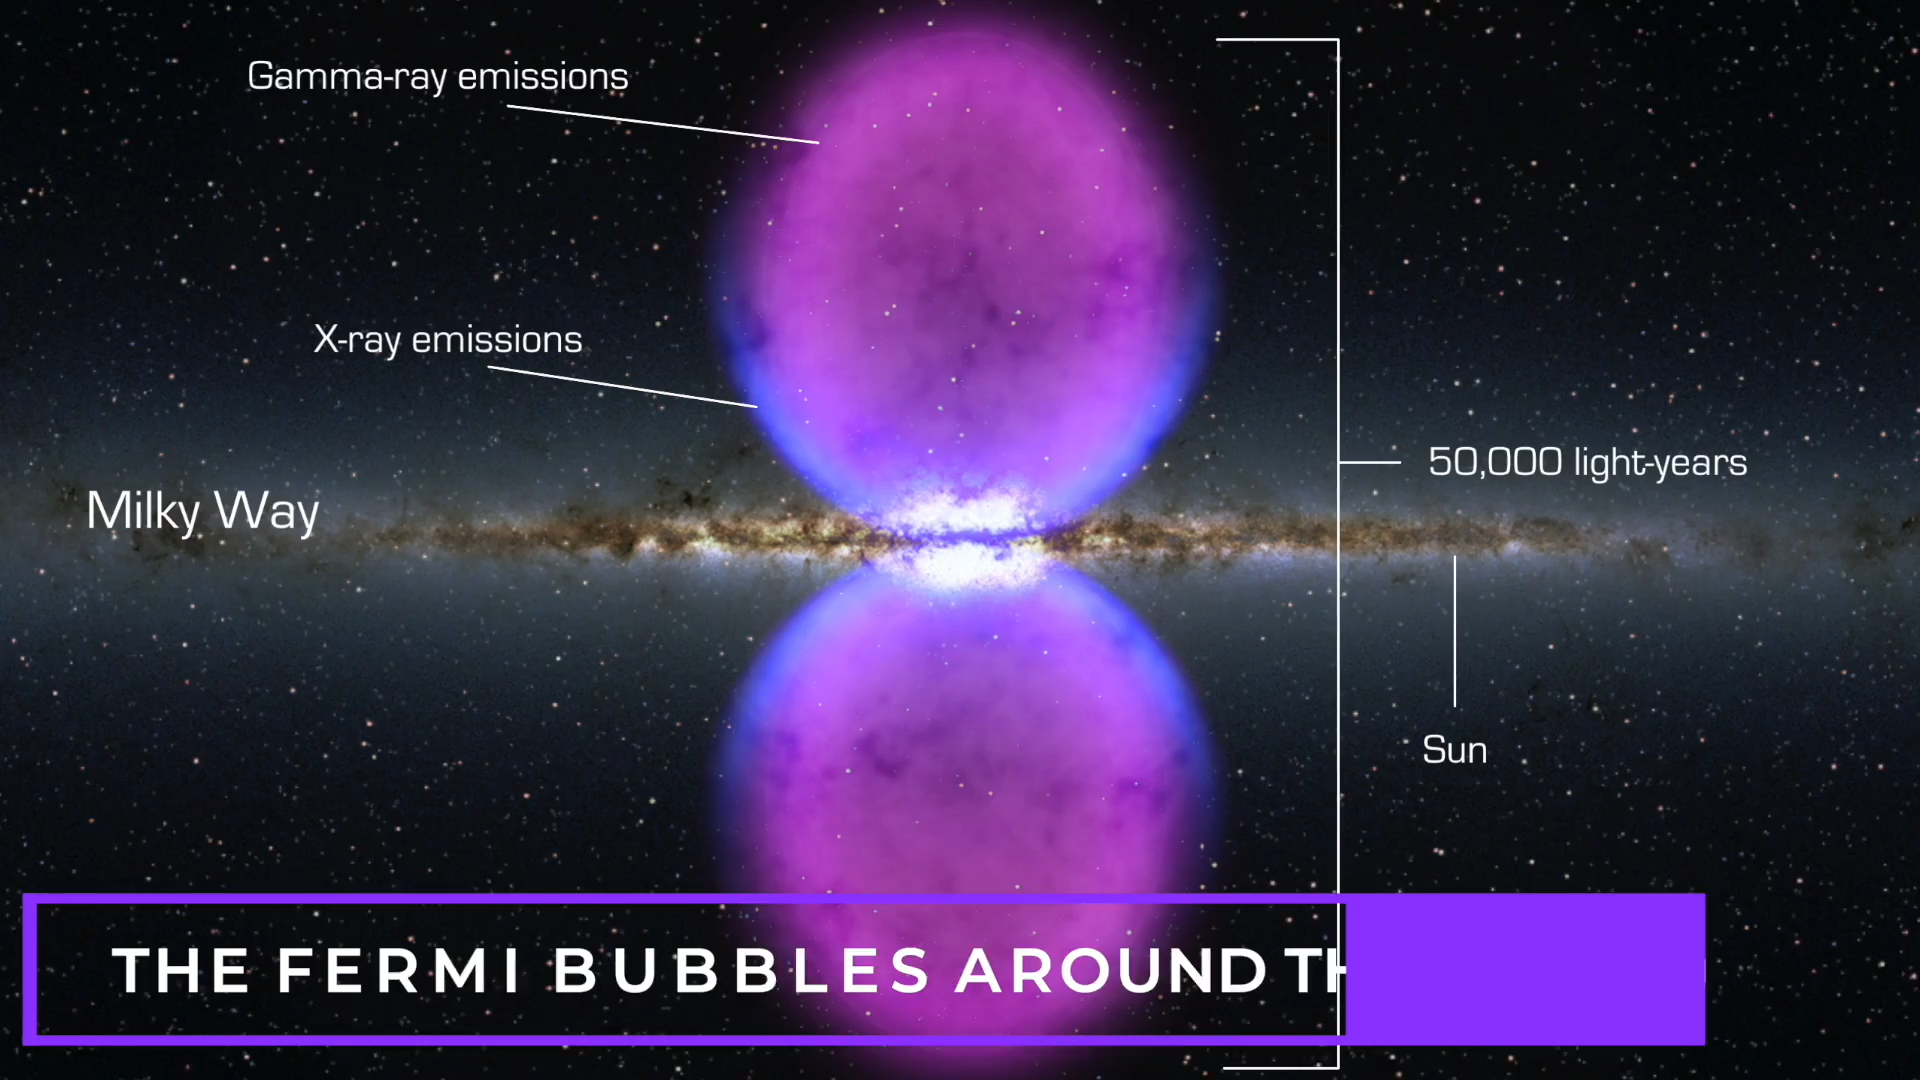 Gamma-ray emissions
X-ray emissions
50,000 light-years
Milky Way
Sun
THE FERMI BUBBLES AROUND